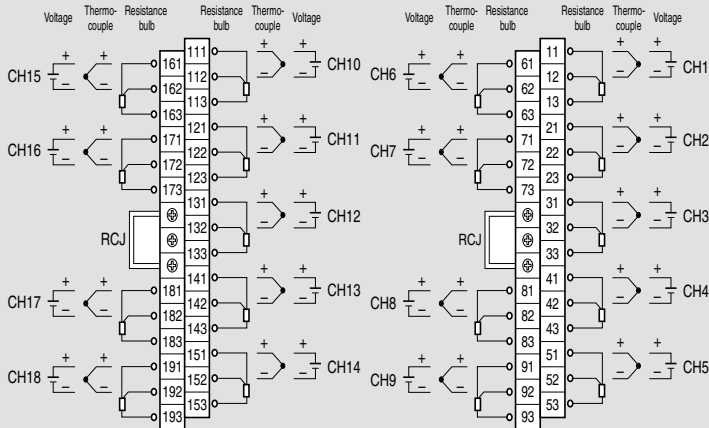 Voltage Thermo-couple Resistance bulb Resistance bulb Thermo-couple Voltage
CH15 + − + − 161 162 163
CH16 + − + − 171 172 173
RCJ
CH17 + − + − 181 182 183
CH18 + − + − 191 192 193
111 112 113 + − + − CH10
121 122 123 + − + − CH11
131 132 133 + − + − CH12
141 142 143 + − + − CH13
151 152 153 + − + − CH14
Voltage Thermo-couple Resistance bulb Resistance bulb Thermo-couple Voltage
CH6 + − + − 61 62 63
CH7 + − + − 71 72 73
RCJ
CH8 + − + − 81 82 83
CH9 + − + − 91 92 93
11 12 13 + − + − CH1
21 22 23 + − + − CH2
31 32 33 + − + − CH3
41 42 43 + − + − CH4
51 52 53 + − + − CH5